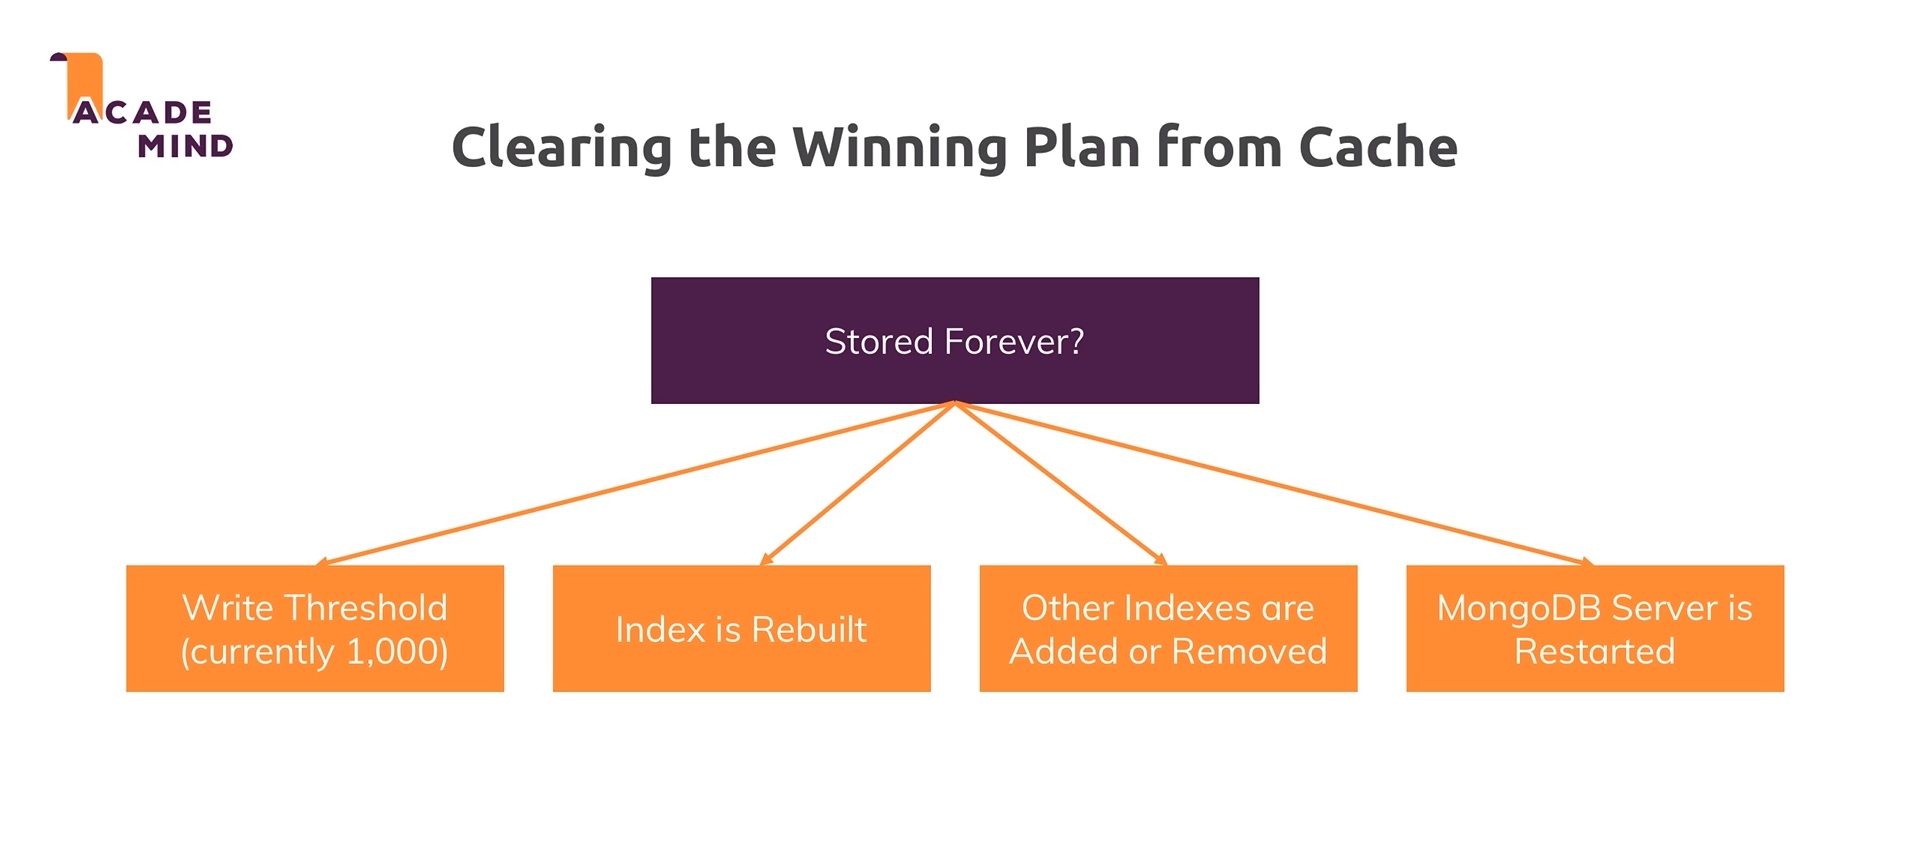 ACADE
MIND
Clearing the Winning Plan from Cache
Stored Forever?
Write Threshold
(currently 1,000)
Index is Rebuilt
Other Indexes are
Added or Removed
MongoDB Server is
Restarted